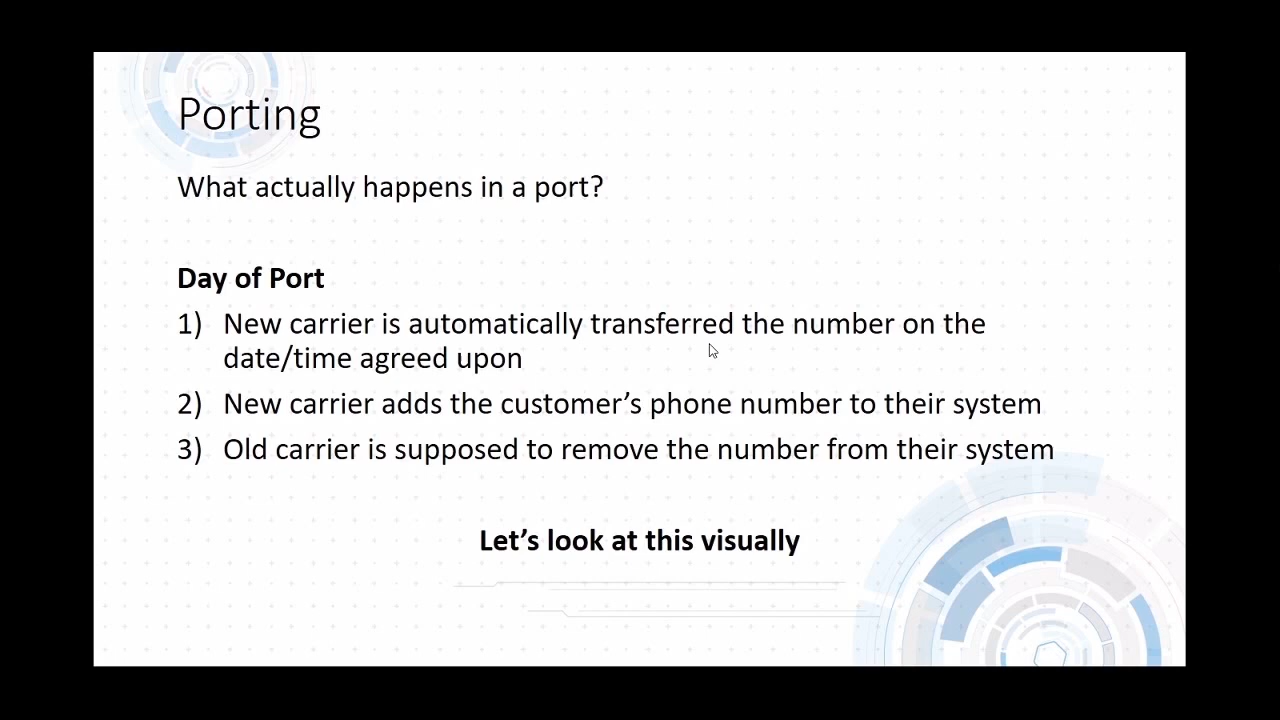 Porting
What actually happens in a port?
Day of Port
1) New carrier is automatically transferred the number on the
date/time agreed upon
2) New carrier adds the customer’s phone number to their system
3) Old carrier is supposed to remove the number from their system
Let’s look at this visually